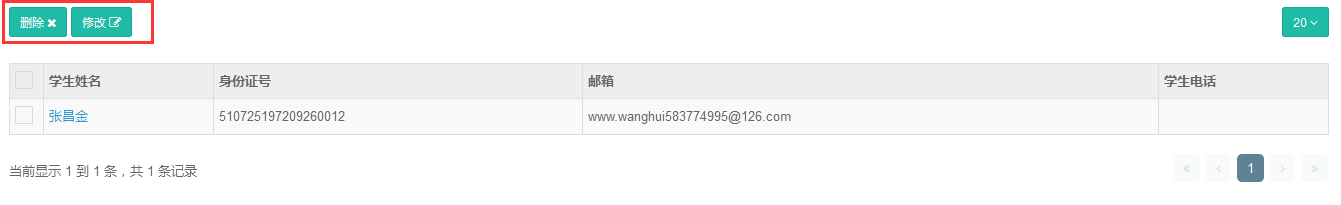 删除 修改 20
学生姓名 身份证号 邮箱 学生电话
张昌金 510725197209260012 www.wanghui583774995@126.com
当前显示 1 到 1 条，共 1 条记录 « ‹ 1 › »